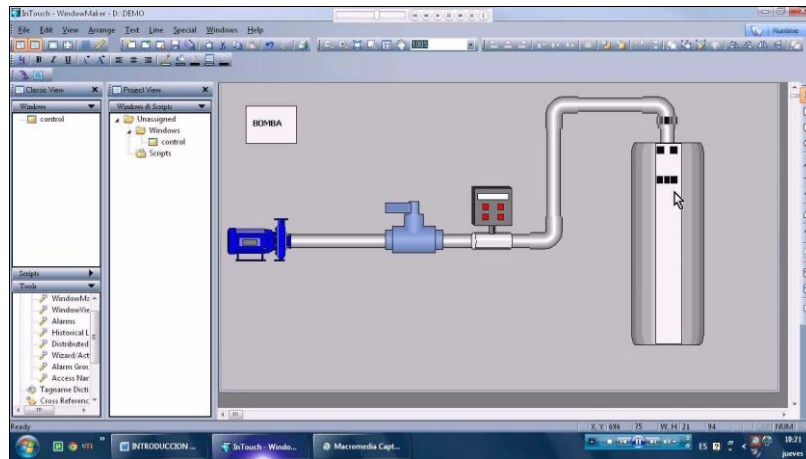 InTouch - WindowMaker - D:\DEMO
File Edit View Arrange Text Line Special Windows Help
Runtime
100%
B I U
Classic View
Project View
Windows
Windows & Scripts
control
Unassigned
Windows
control
Scripts
BOMBA
Scripts
Tools
WindowMa
WindowVie
Alarms
Historical L
Distributed
Wizard/Act
Alarm Grou
Access Nar
Tagname Dicti
Cross Referenc
Ready
X, Y 696 75 W, H 21 94 NUM
INTRODUCCION ...
InTouch - Windo...
Macromedia Capt...
ES
10:21
jueves